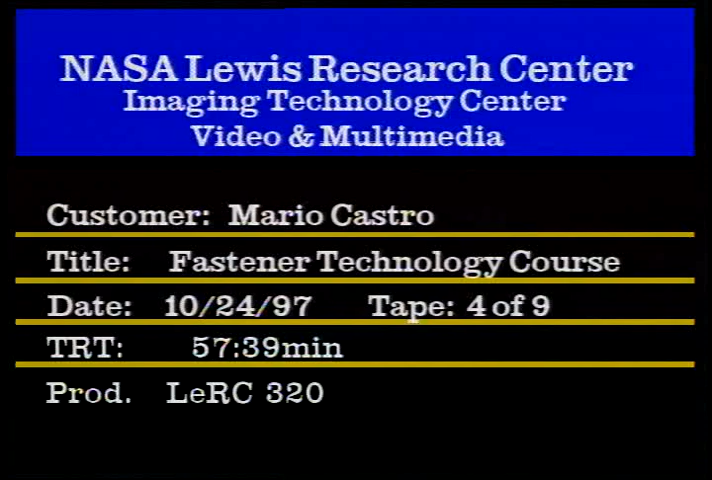 NASA Lewis Research Center
Imaging Technology Center
Video & Multimedia
Customer: Mario Castro
Title: Fastener Technology Course
Date: 10/24/97 Tape: 4 of 9
TRT: 57:39min
Prod. LeRC 320